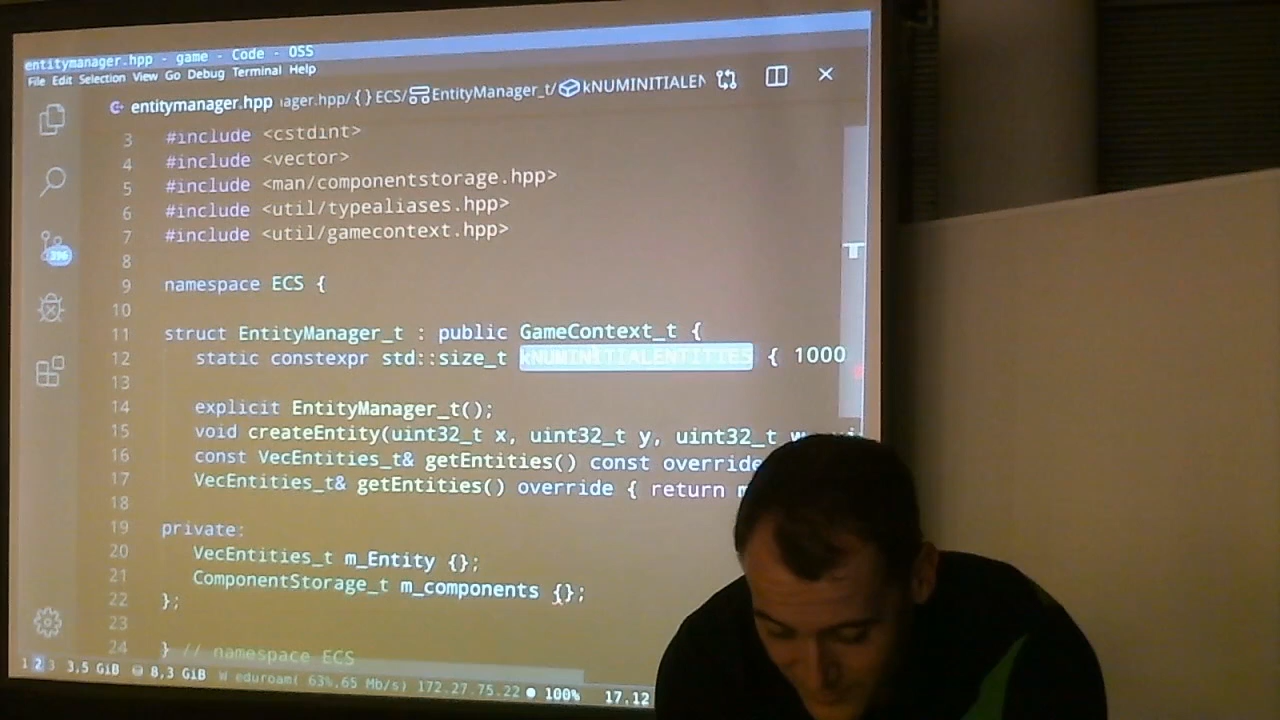 entitymanager.hpp - game - Code - OSS
File Edit Selection View Go Debug Terminal Help
entitymanager.hpp ager.hpp/ {} ECS/ EntityManager_t/ kNUMINITIALEN
3 #include <cstdint>
4 #include <vector>
5 #include <man/componentstorage.hpp>
6 #include <util/typealiases.hpp>
7 #include <util/gamecontext.hpp>
8
9 namespace ECS {
10
11 struct EntityManager_t : public GameContext_t {
12 static constexpr std::size_t kNUMINITIALENTITIES { 1000
13
14 explicit EntityManager_t();
15 void createEntity(uint32_t x, uint32_t y, uint32_t w,
16 const VecEntities_t& getEntities() const override
17 VecEntities_t& getEntities() override { return m
18
19 private:
20 VecEntities_t m_Entity {};
21 ComponentStorage_t m_components {};
22 };
23
24 } // namespace ECS
396
1 2 3 3,5 GiB 8,3 GiB W eduroam( 63%,65 Mb/s) 172.27.75.22 100% 17.12